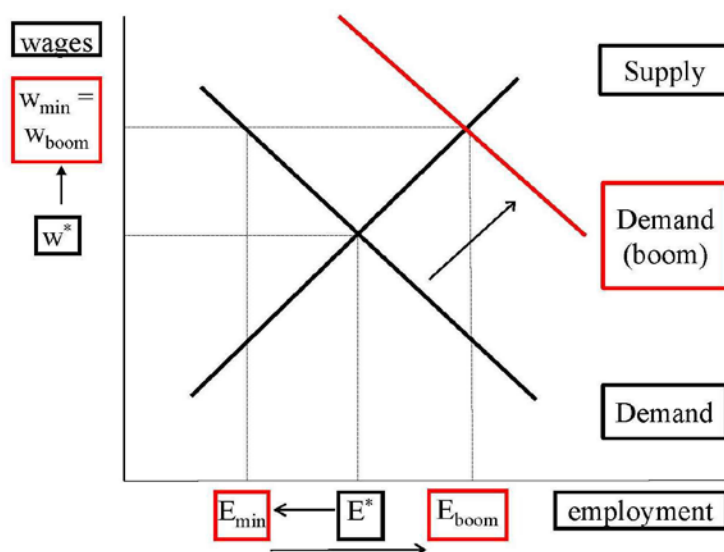 wages
Supply
w_min =
w_boom
w*
Demand
(boom)
Demand
E_min
E*
E_boom
employment